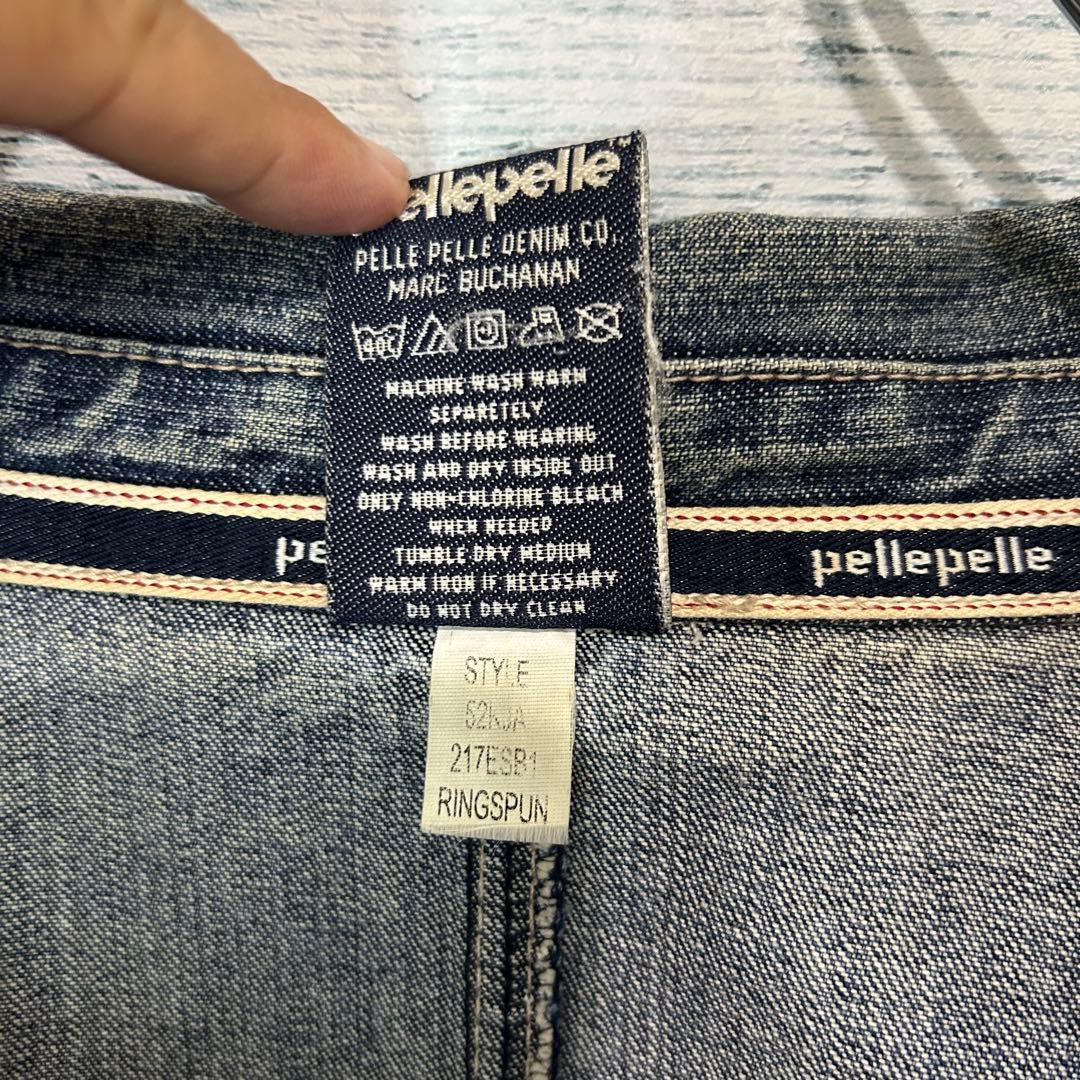 pellepelle
PELLE PELLE DENIM CO,
MARC BUCHANAN
40C
MACHINE WASH WARM
SEPARETELY
WASH BEFORE WEARING
WASH AND DRY INSIDE OUT
ONLY NON-CHLORINE BLEACH
WHEN NEEDED
TUMBLE DRY MEDIUM
WARM IRON IF NECESSARY
DO NOT DRY CLEAN
pe
pellepelle
STYLE
217ESB1
RINGSPUN